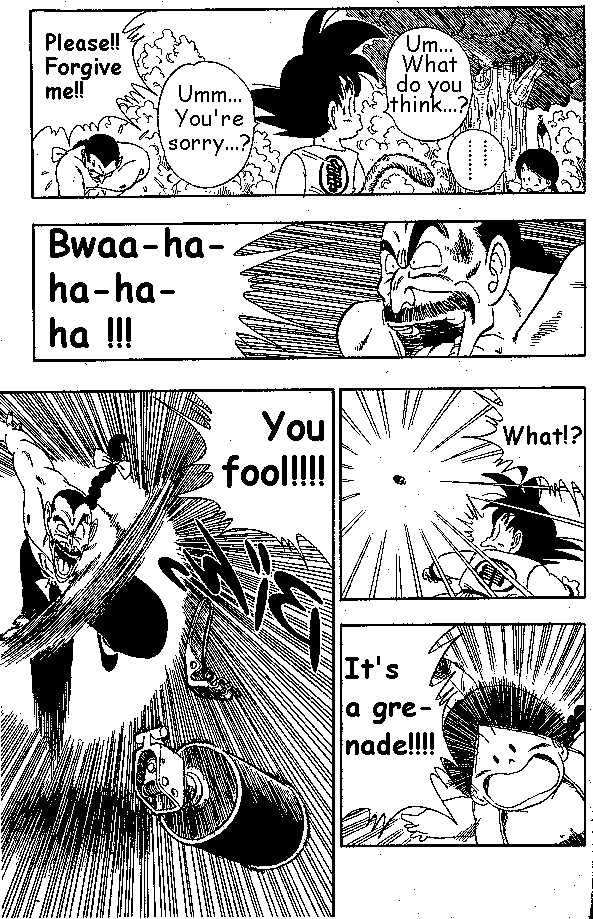 Please!!
Forgive
me!!
Umm...
You're
sorry...?
Um...
What
do you
think...?
Bwaa-ha-
ha-ha-
ha !!!
You
fool!!!!
What!?
It's
a gre-
nade!!!!